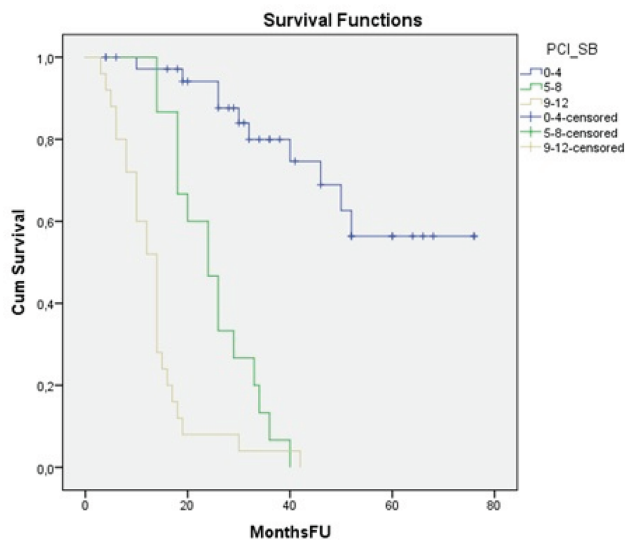 Survival Functions
PCI_SB
0-4
5-8
9-12
0-4-censored
5-8-censored
9-12-censored
Cum Survival
1,0
0,8
0,6
0,4
0,2
0,0
0 20 40 60 80
MonthsFU